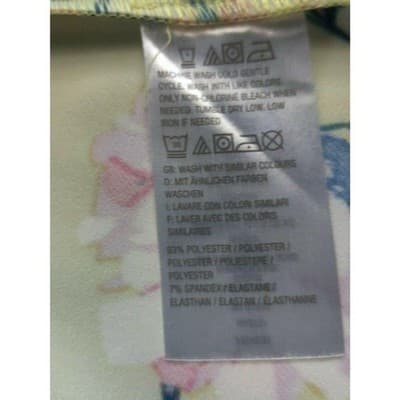 MACHINE WASH COLD GENTLE
CYCLE. WASH WITH LIKE COLORS
ONLY NON-CHLORINE BLEACH WHEN
NEEDED. TUMBLE DRY LOW. LOW
IRON IF NEEDED
GB: WASH WITH SIMILAR COLOURS
D: MIT ÄHNLICHEN FARBEN
WASCHEN
I: LAVARE CON COLORI SIMILARI
F: LAVER AVEC DES COLORIS
SIMILAIRES
93% POLYESTER / POLYESTER /
POLYESTER / POLIESTERE /
POLYESTER
7% SPANDEX / ELASTANE /
ELASTHAN / ELASTAN / ELASTHANNE